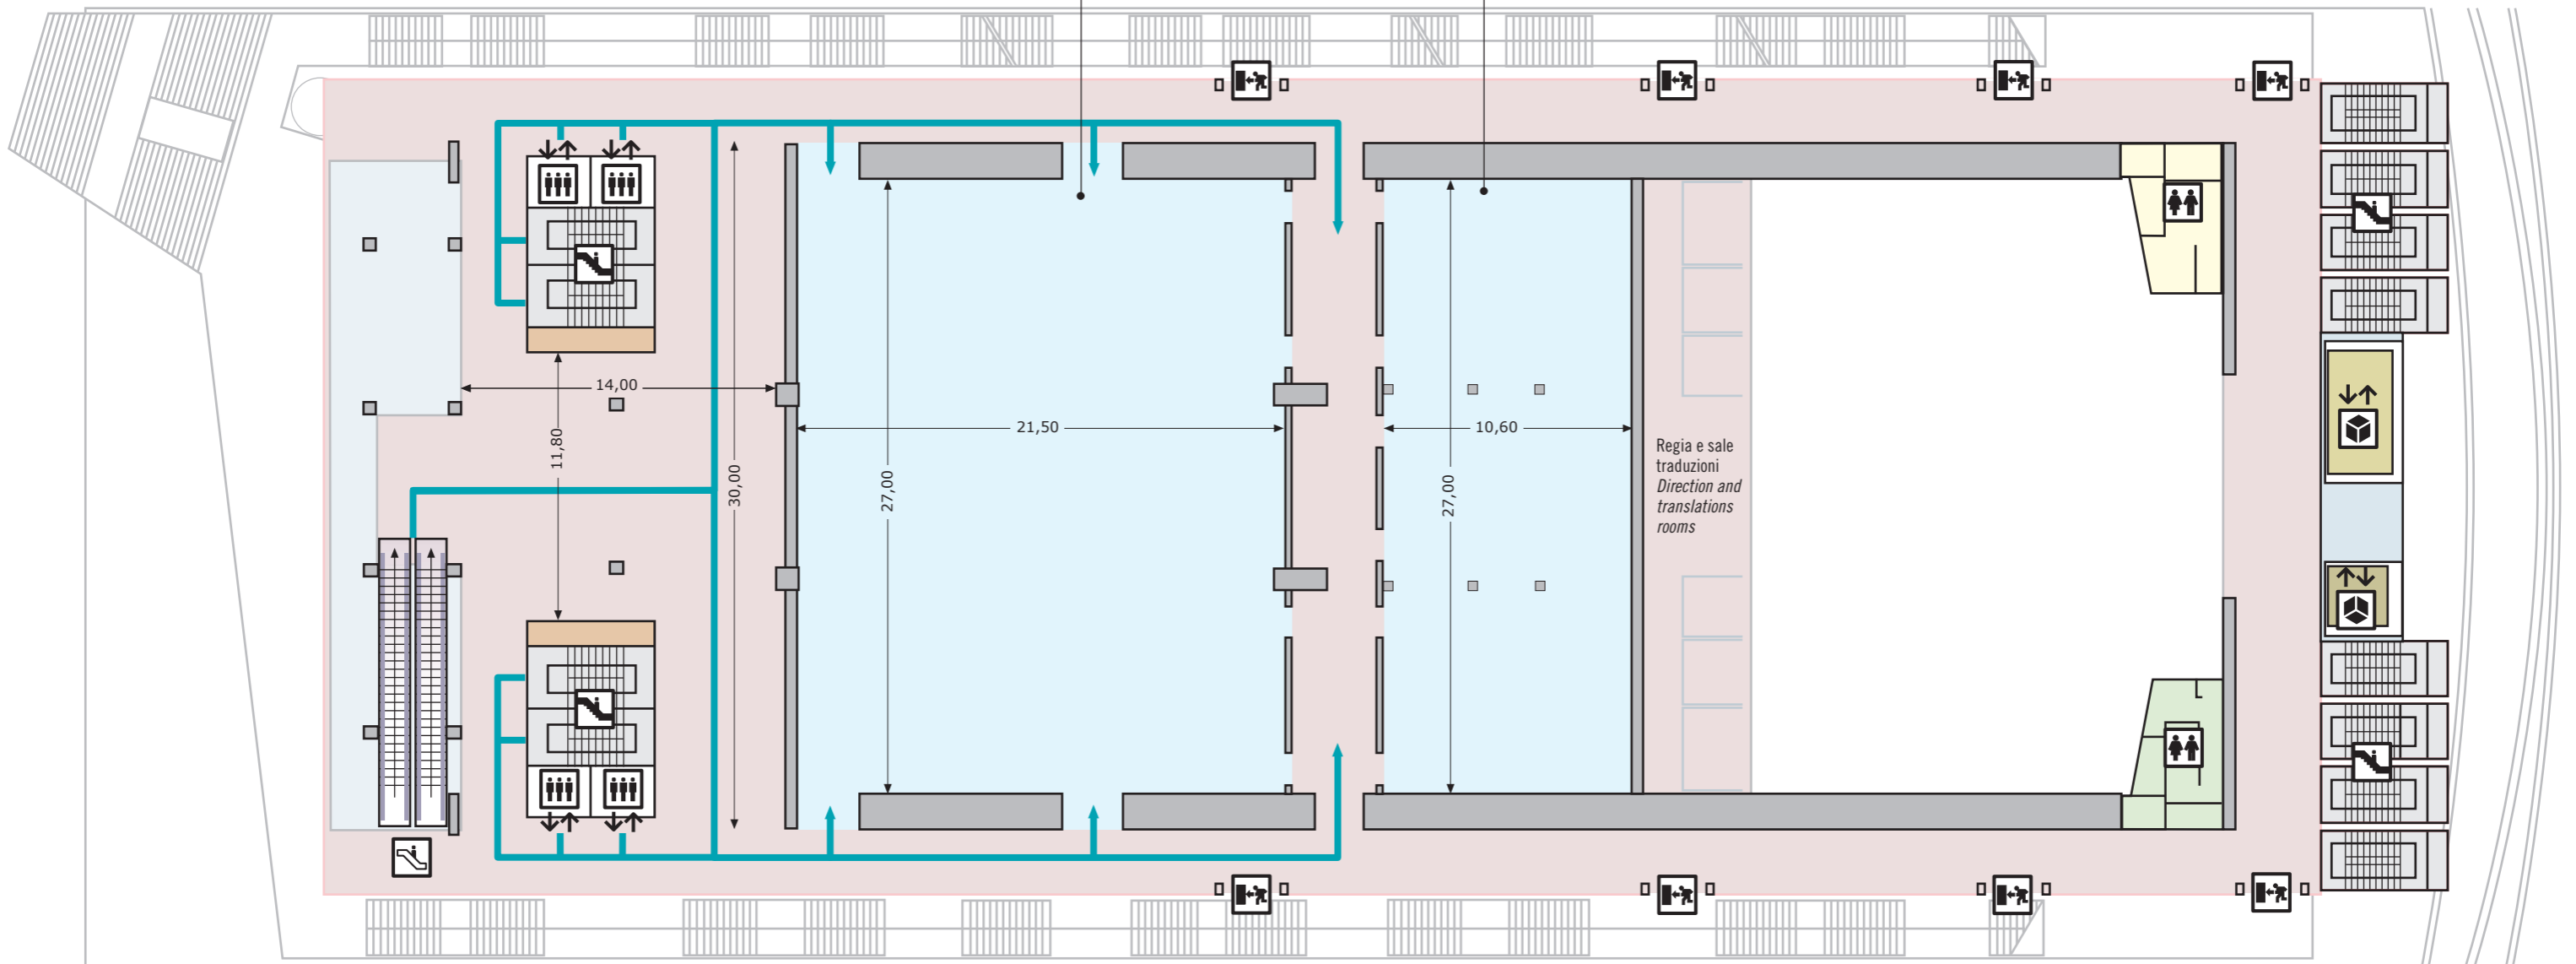 14,00
11,80
30,00
27,00
21,50
27,00
10,60
Regia e sale
traduzioni
Direction and
translations
rooms